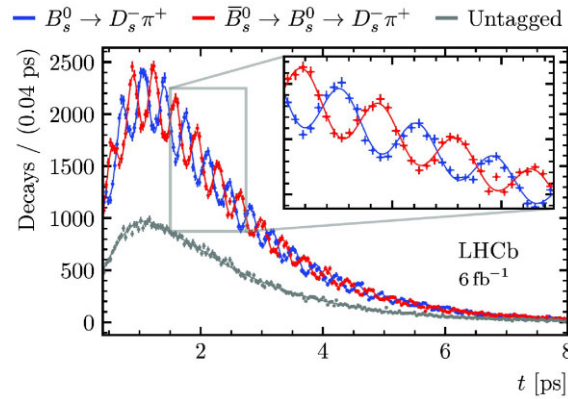 B⁰ₛ → D⁻ₛπ⁺ B̄⁰ₛ → B⁰ₛ → D⁻ₛπ⁺ Untagged
Decays / (0.04 ps)
2500
2000
1500
1000
500
0
LHCb
6 fb⁻¹
2 4 6 8
t [ps]